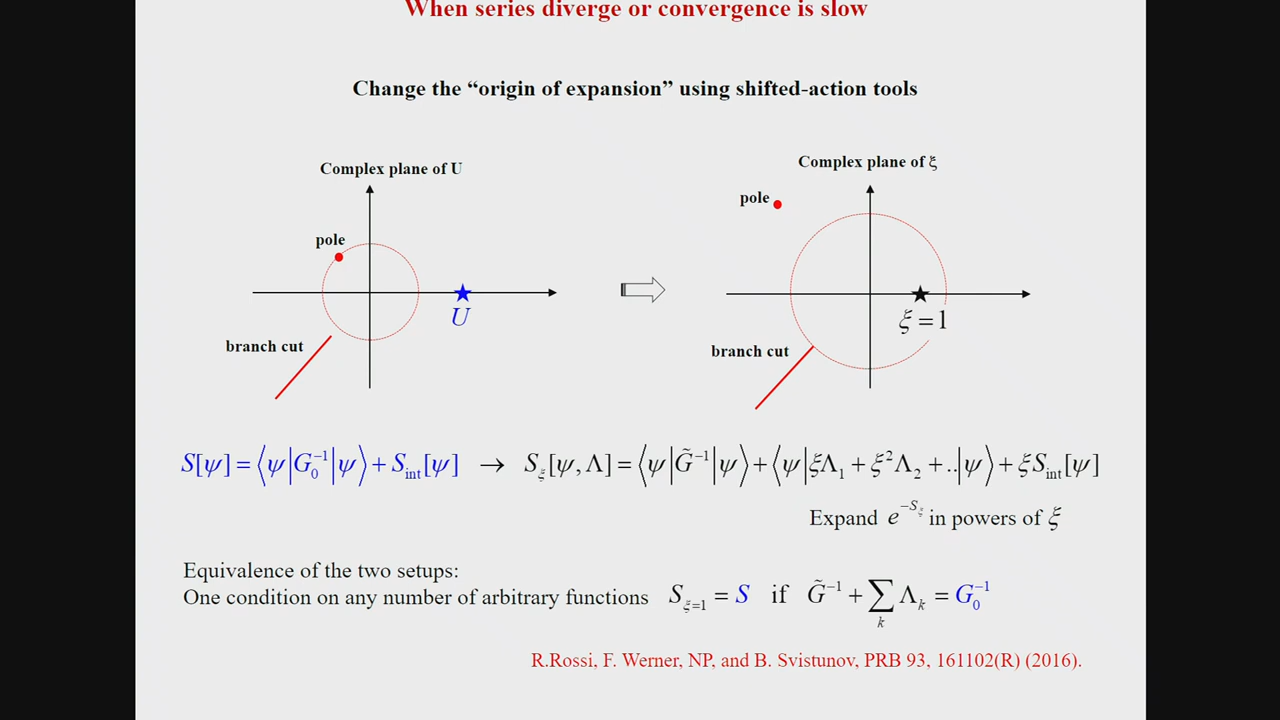 When series diverge or convergence is slow
Change the “origin of expansion” using shifted-action tools
Complex plane of U
Complex plane of ξ
pole
pole
U
ξ = 1
branch cut
branch cut
S[ψ] = ⟨ψ|G₀⁻¹|ψ⟩ + S_int[ψ] → S_ξ[ψ, Λ] = ⟨ψ|G̃⁻¹|ψ⟩ + ⟨ψ|ξΛ₁ + ξ²Λ₂ + ..|ψ⟩ + ξS_int[ψ]
Expand e^{-S_ξ} in powers of ξ
Equivalence of the two setups:
One condition on any number of arbitrary functions S_{ξ=1} = S if G̃⁻¹ + ∑_k Λ_k = G₀⁻¹
R.Rossi, F. Werner, NP, and B. Svistunov, PRB 93, 161102(R) (2016).